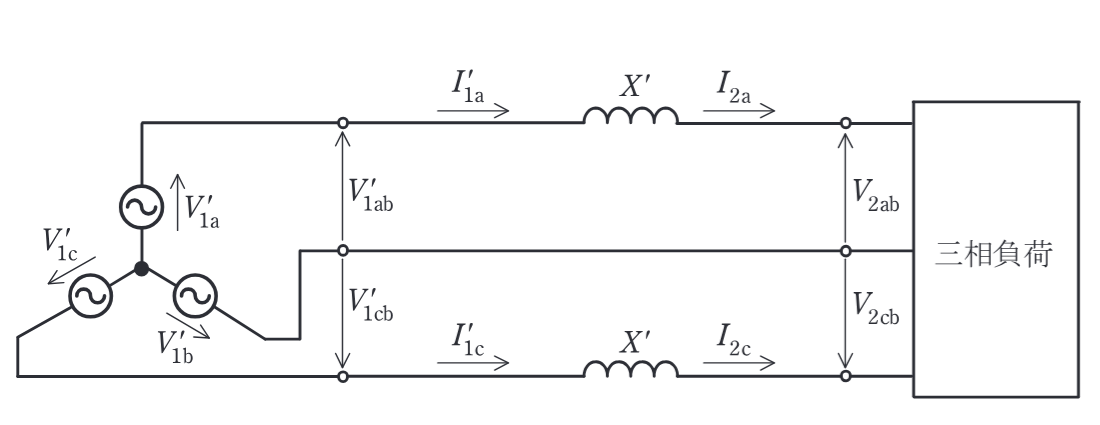 I′1a
X′
I2a
V′1a
V′1ab
V2ab
V′1c
三相負荷
V′1b
V′1cb
V2cb
I′1c
X′
I2c